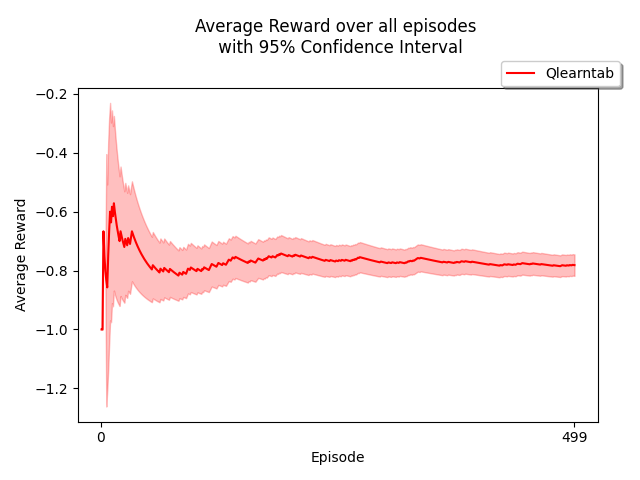 Average Reward over all episodes
with 95% Confidence Interval
Qlearntab
−0.2
−0.4
−0.6
−0.8
−1.0
−1.2
Average Reward
0
499
Episode